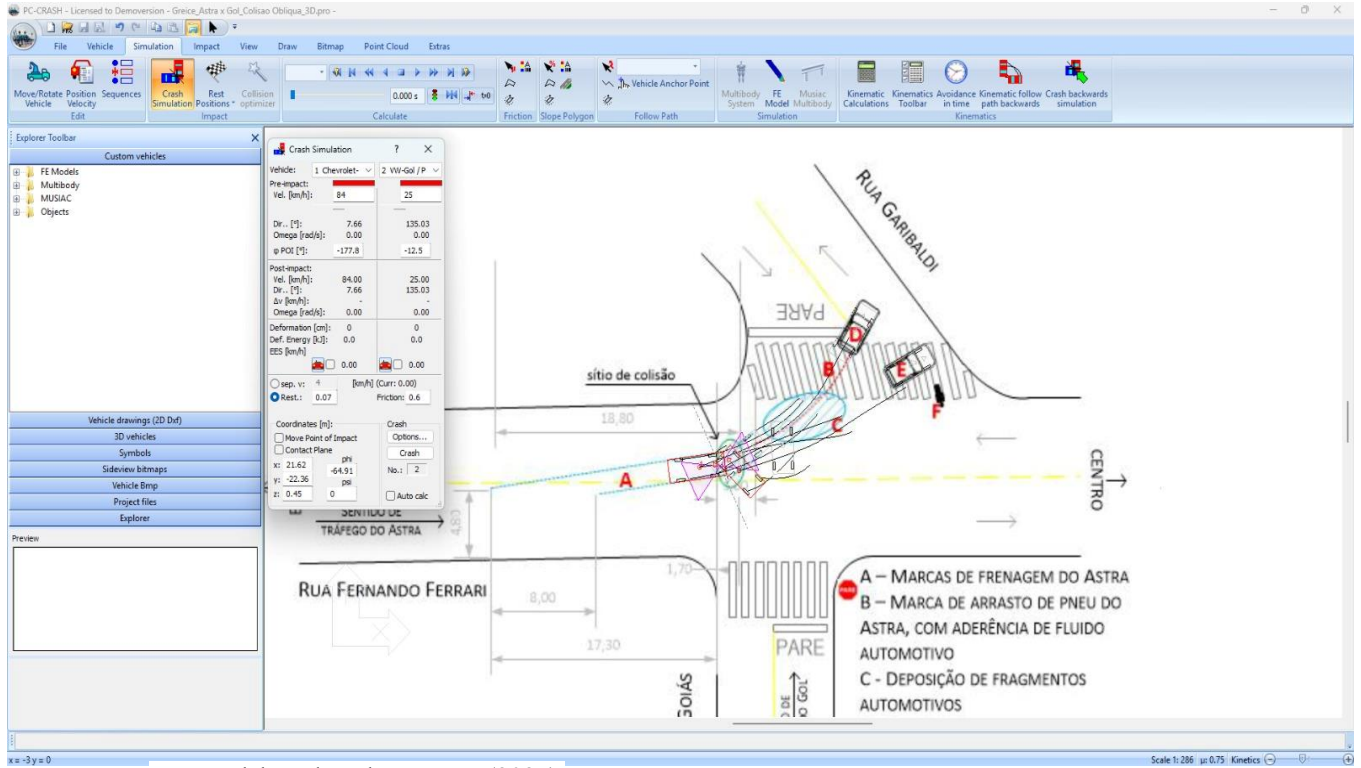 PC-CRASH - Licensed to Demoversion - Greice_Astra x Gol_Colisao Obliqua_3D.pro -
File Vehicle Simulation Impact View Draw Bitmap Point Cloud Extras
Move/Rotate Vehicle
Position Velocity
Sequences
Edit
Crash Simulation
Rest Positions
Collision optimizer
Impact
0.000 s
t=0
Calculate
Friction
Slope Polygon
Vehicle Anchor Point
Follow Path
Multibody System
FE Model
Musiac Multibody
Simulation
Kinematic Calculations
Kinematics Toolbar
Avoidance in time
Kinematic follow path backwards
Crash backwards simulation
Kinematics
Explorer Toolbar
Custom vehicles
FE Models
Multibody
MUSIAC
Objects
Vehicle drawings (2D Dxf)
3D vehicles
Symbols
Sideview bitmaps
Vehicle Bmp
Project files
Explorer
Preview
Crash Simulation ? X
Vehicle: 1 Chevrolet- 2 VW-Gol / P
Pre-impact:
Vel. [km/h]: 84 25
Dir.. [°]: 7.66 135.03
Omega [rad/s]: 0.00 0.00
φ POI [°]: -177.8 -12.5
Post-impact:
Vel. [km/h]: 84.00 25.00
Dir.. [°]: 7.66 135.03
Δv [km/h]: - -
Omega [rad/s]: 0.00 0.00
Deformation [cm]: 0 0
Def. Energy [kJ]: 0.0 0.0
EES [km/h]
0.00 0.00
sep. v: 4 [km/h] (Curr: 0.00)
Rest.: 0.07 Friction: 0.6
Coordinates [m]: Crash
Move Point of Impact Options...
Contact Plane
phi Crash
x: 21.62 -64.91
y: -22.36 psi No.: 2
z: 0.45 0 Auto calc
RUA GARIBALDI
PARE
D
B
E
F
C
sítio de colisão
18,80
A
CENTRO
SENTIDO DE
TRÁFEGO DO ASTRA
4,80
1,70
RUA FERNANDO FERRARI
8,00
17,30
PARE
GOIÁS
DO GOL
PARE
A – MARCAS DE FRENAGEM DO ASTRA
B – MARCA DE ARRASTO DE PNEU DO
ASTRA, COM ADERÊNCIA DE FLUIDO
AUTOMOTIVO
C - DEPOSIÇÃO DE FRAGMENTOS
AUTOMOTIVOS
x = -3 y = 0
Scale 1: 286 µ: 0.75 Kinetics